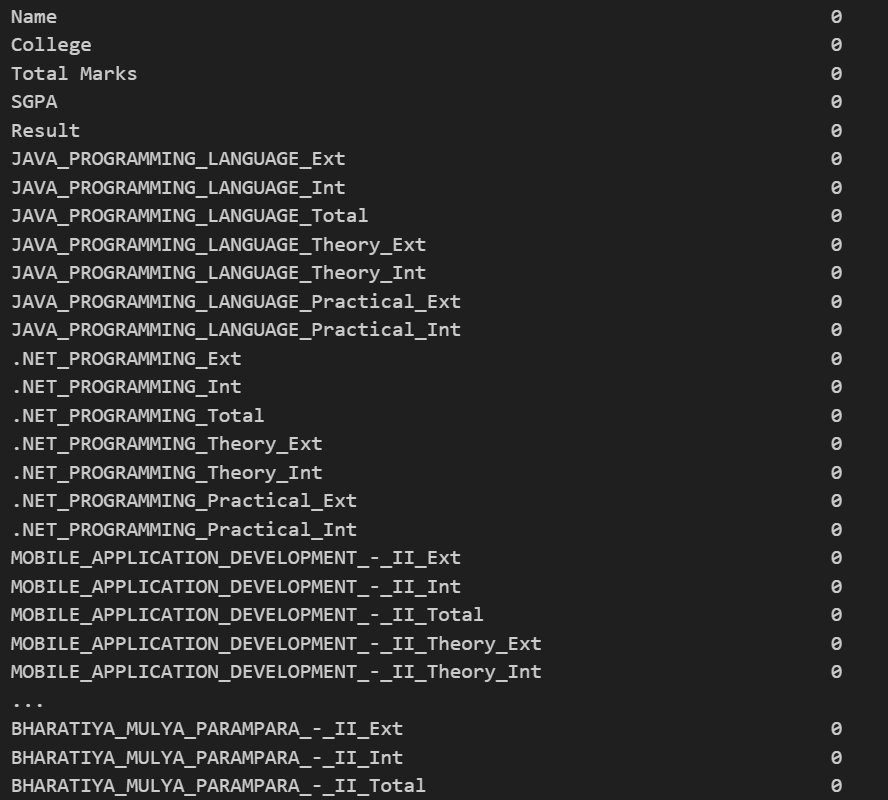 Name 0
College 0
Total Marks 0
SGPA 0
Result 0
JAVA_PROGRAMMING_LANGUAGE_Ext 0
JAVA_PROGRAMMING_LANGUAGE_Int 0
JAVA_PROGRAMMING_LANGUAGE_Total 0
JAVA_PROGRAMMING_LANGUAGE_Theory_Ext 0
JAVA_PROGRAMMING_LANGUAGE_Theory_Int 0
JAVA_PROGRAMMING_LANGUAGE_Practical_Ext 0
JAVA_PROGRAMMING_LANGUAGE_Practical_Int 0
.NET_PROGRAMMING_Ext 0
.NET_PROGRAMMING_Int 0
.NET_PROGRAMMING_Total 0
.NET_PROGRAMMING_Theory_Ext 0
.NET_PROGRAMMING_Theory_Int 0
.NET_PROGRAMMING_Practical_Ext 0
.NET_PROGRAMMING_Practical_Int 0
MOBILE_APPLICATION_DEVELOPMENT_-_II_Ext 0
MOBILE_APPLICATION_DEVELOPMENT_-_II_Int 0
MOBILE_APPLICATION_DEVELOPMENT_-_II_Total 0
MOBILE_APPLICATION_DEVELOPMENT_-_II_Theory_Ext 0
MOBILE_APPLICATION_DEVELOPMENT_-_II_Theory_Int 0
...
BHARATIYA_MULYA_PARAMPARA_-_II_Ext 0
BHARATIYA_MULYA_PARAMPARA_-_II_Int 0
BHARATIYA_MULYA_PARAMPARA_-_II_Total 0